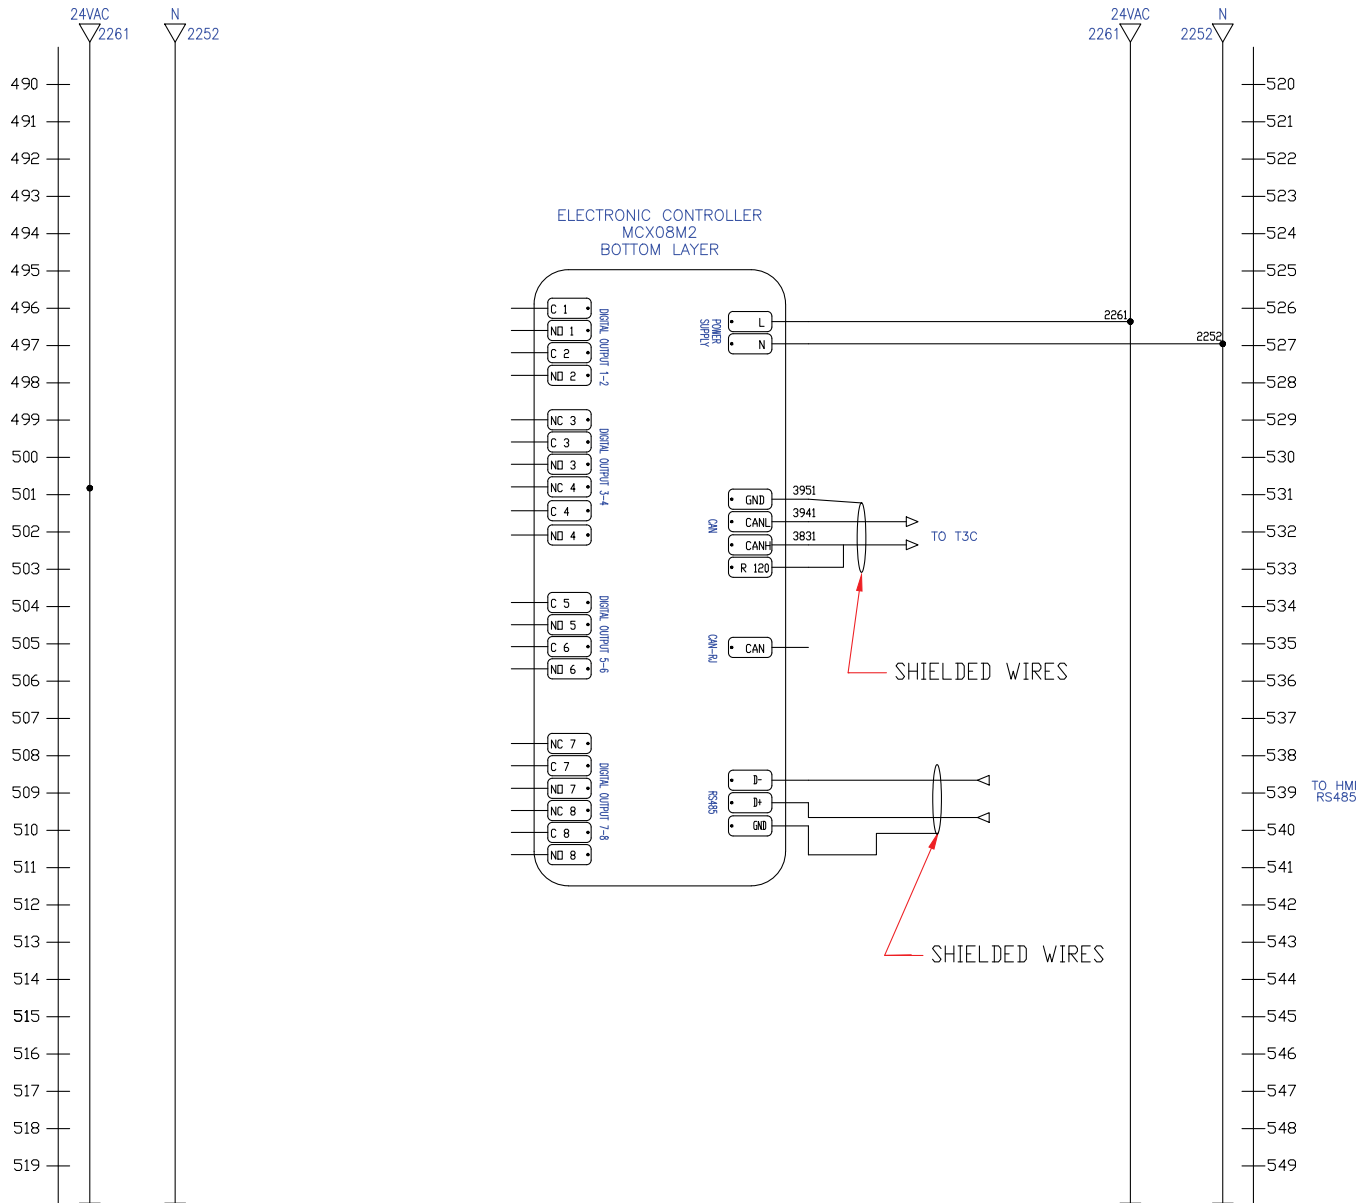 24VAC
2261
N
2252
24VAC
2261
N
2252
490
491
492
493
494
495
496
497
498
499
500
501
502
503
504
505
506
507
508
509
510
511
512
513
514
515
516
517
518
519
ELECTRONIC CONTROLLER
MCX08M2
BOTTOM LAYER
C 1
NO 1
C 2
NO 2
DIGITAL OUTPUT 1-2
NC 3
C 3
NO 3
NC 4
C 4
NO 4
DIGITAL OUTPUT 3-4
C 5
NO 5
C 6
NO 6
DIGITAL OUTPUT 5-6
NC 7
C 7
NO 7
NC 8
C 8
NO 8
DIGITAL OUTPUT 7-8
POWER
SUPPLY
L
N
2261
2252
CAN
GND
CANL
CANH
R 120
3951
3941
3831
TO T3C
CAN-RJ
CAN
SHIELDED WIRES
RS485
D-
D+
GND
SHIELDED WIRES
520
521
522
523
524
525
526
527
528
529
530
531
532
533
534
535
536
537
538
539
540
541
542
543
544
545
546
547
548
549
TO HMI
RS485